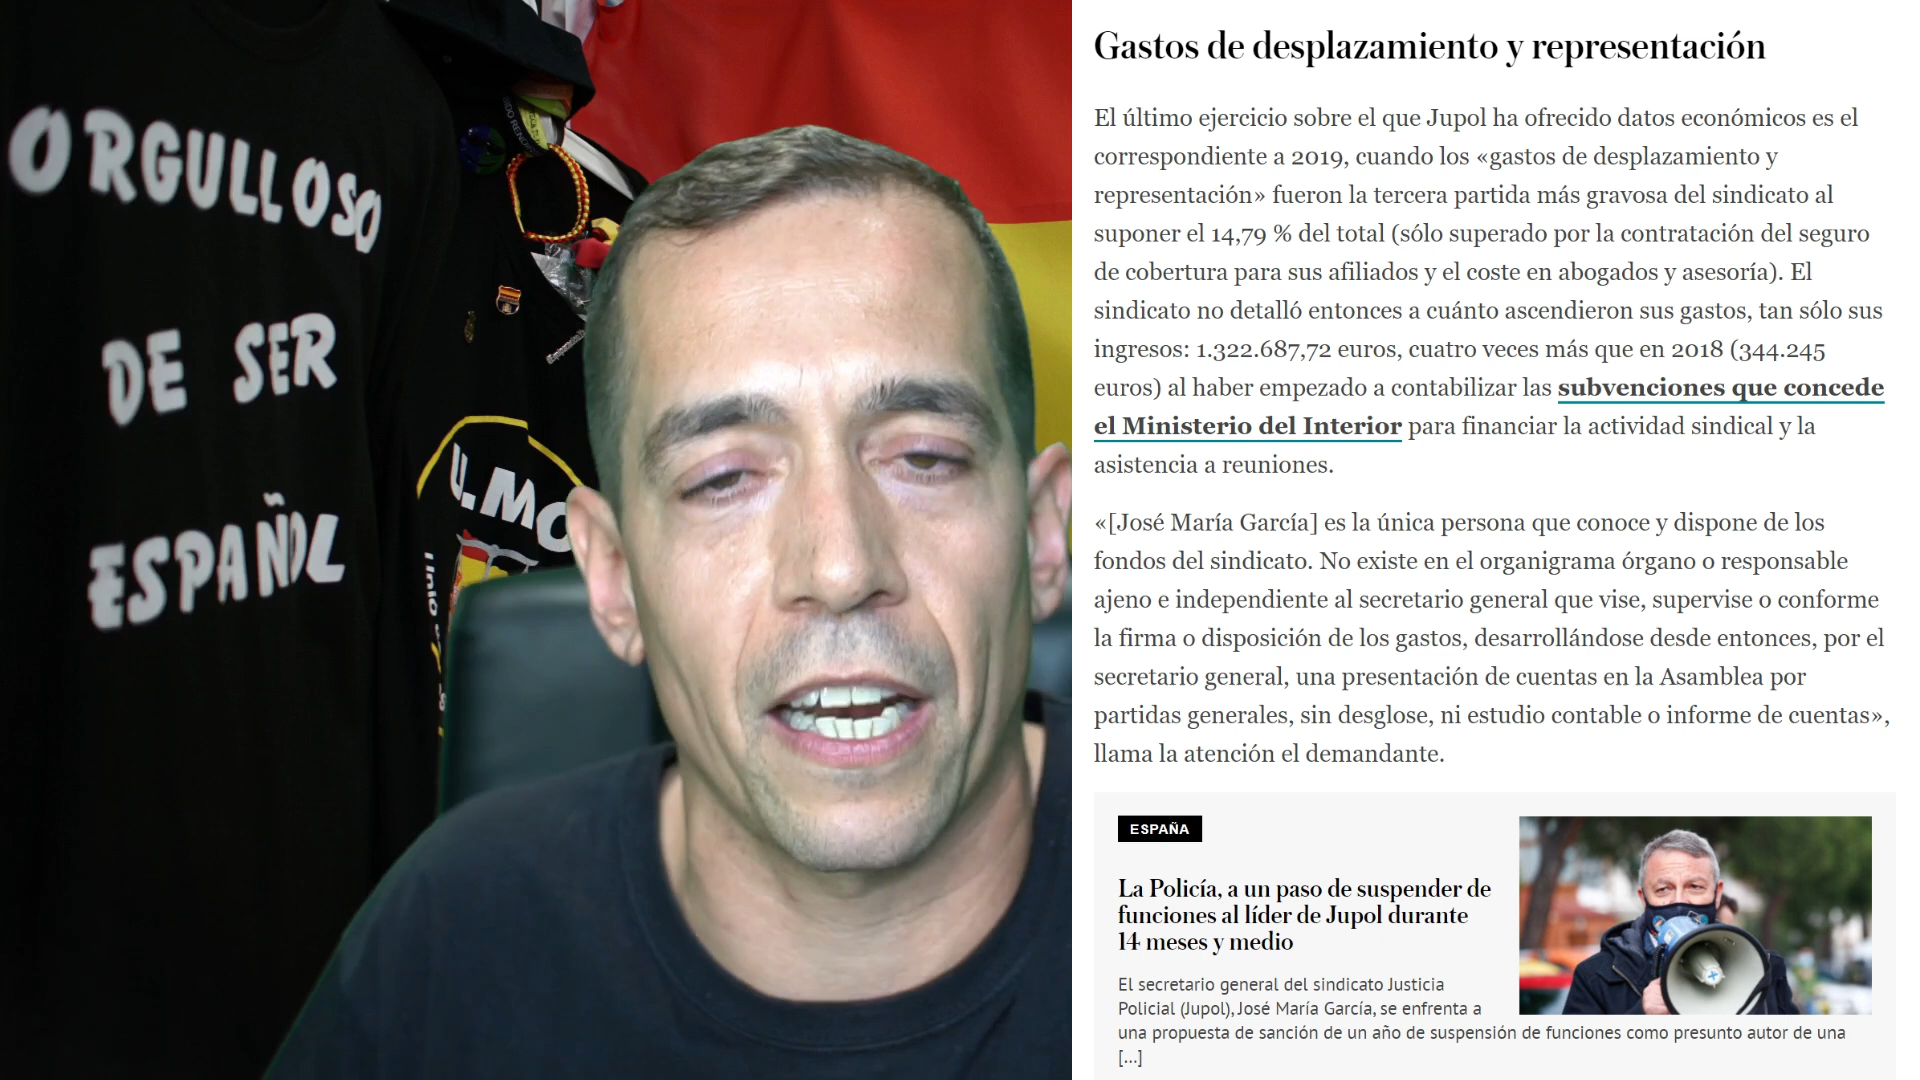 ORGULLOSO
DE SER
ESPAÑOL
U.MO
Gastos de desplazamiento y representación
El último ejercicio sobre el que Jupol ha ofrecido datos económicos es el
correspondiente a 2019, cuando los «gastos de desplazamiento y
representación» fueron la tercera partida más gravosa del sindicato al
suponer el 14,79 % del total (sólo superado por la contratación del seguro
de cobertura para sus afiliados y el coste en abogados y asesoría). El
sindicato no detalló entonces a cuánto ascendieron sus gastos, tan sólo sus
ingresos: 1.322.687,72 euros, cuatro veces más que en 2018 (344.245
euros) al haber empezado a contabilizar las subvenciones que concede
el Ministerio del Interior para financiar la actividad sindical y la
asistencia a reuniones.
«[José María García] es la única persona que conoce y dispone de los
fondos del sindicato. No existe en el organigrama órgano o responsable
ajeno e independiente al secretario general que vise, supervise o conforme
la firma o disposición de los gastos, desarrollándose desde entonces, por el
secretario general, una presentación de cuentas en la Asamblea por
partidas generales, sin desglose, ni estudio contable o informe de cuentas»,
llama la atención el demandante.
ESPAÑA
La Policía, a un paso de suspender de
funciones al líder de Jupol durante
14 meses y medio
El secretario general del sindicato Justicia
Policial (Jupol), José María García, se enfrenta a
una propuesta de sanción de un año de suspensión de funciones como presunto autor de una
[...]